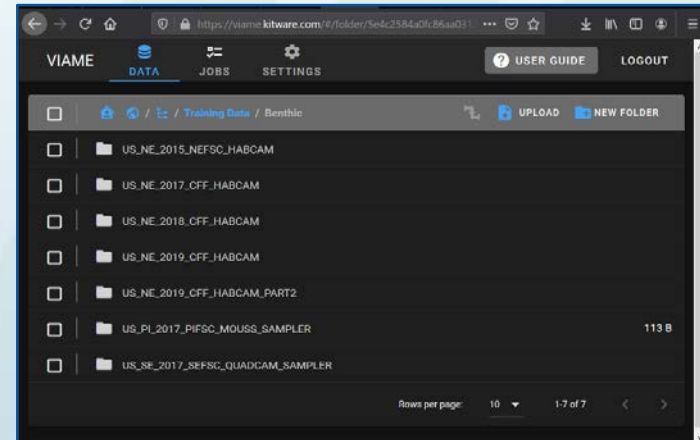 https://viame.kitware.com/#/folder/5e4c2584a0fc86aa031 ...
VIAME DATA JOBS SETTINGS ? USER GUIDE LOGOUT
/ / Training Data / Benthic UPLOAD NEW FOLDER
US_NE_2015_NEFSC_HABCAM
US_NE_2017_CFF_HABCAM
US_NE_2018_CFF_HABCAM
US_NE_2019_CFF_HABCAM
US_NE_2019_CFF_HABCAM_PART2
US_PI_2017_PIFSC_MOUSS_SAMPLER 113 B
US_SE_2017_SEFSC_QUADCAM_SAMPLER
Rows per page: 10 1-7 of 7